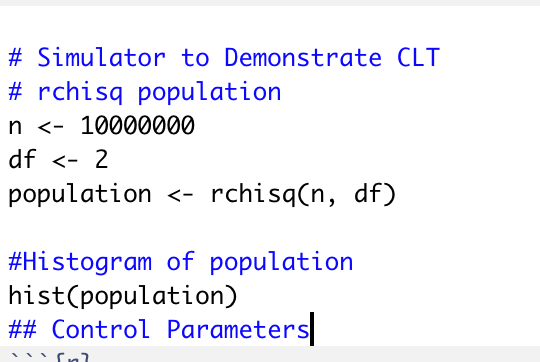 # Simulator to Demonstrate CLT
# rchisq population
n <- 10000000
df <- 2
population <- rchisq(n, df)
#Histogram of population
hist(population)
## Control Parameters